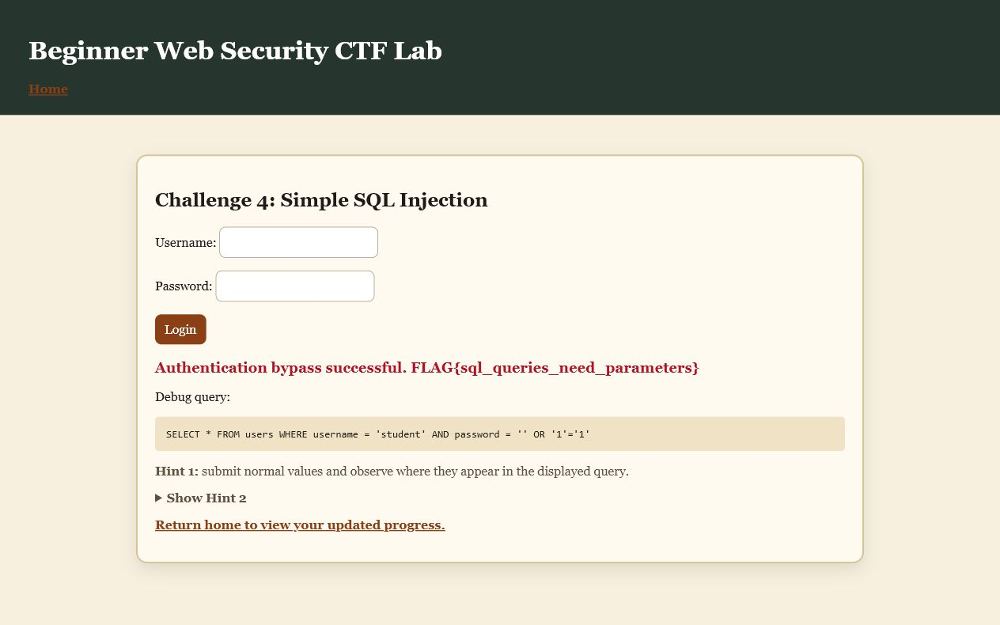 Beginner Web Security CTF Lab
Home
Challenge 4: Simple SQL Injection
Username:
Password:
Login
Authentication bypass successful. FLAG{sql_queries_need_parameters}
Debug query:
SELECT * FROM users WHERE username = 'student' AND password = '' OR '1'='1'
Hint 1: submit normal values and observe where they appear in the displayed query.
Show Hint 2
Return home to view your updated progress.